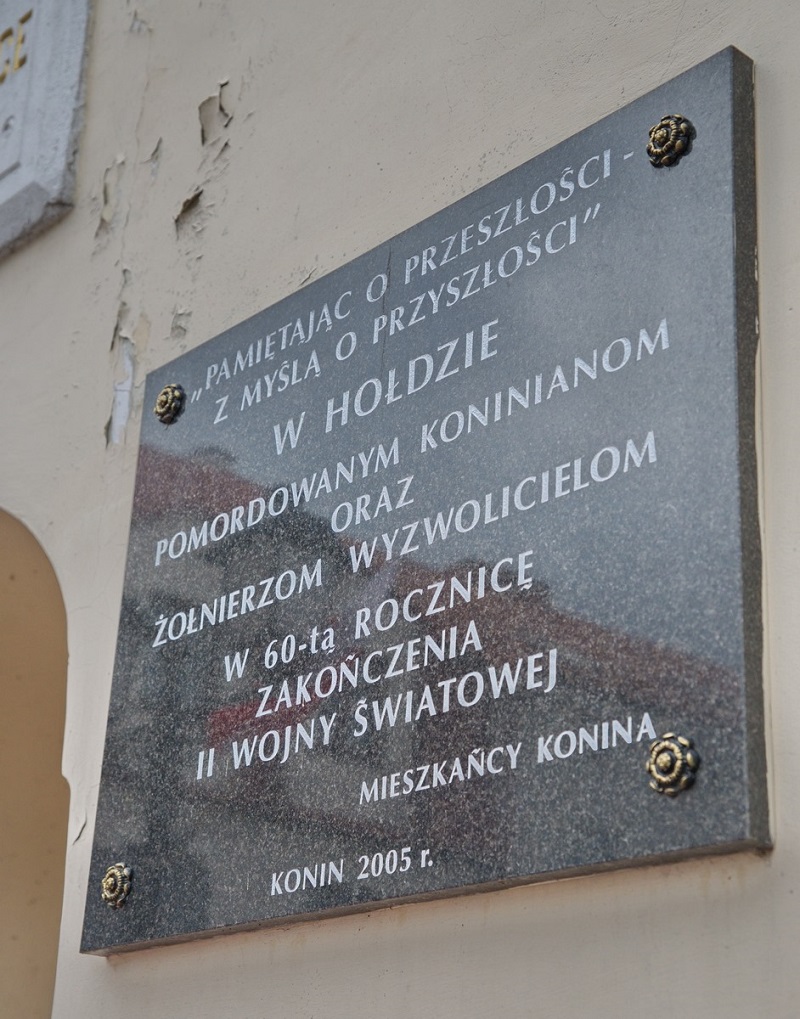 „PAMIĘTAJĄC O PRZESZŁOŚCI -
Z MYŚLĄ O PRZYSZŁOŚCI”
W HOŁDZIE
POMORDOWANYM KONINIANOM
ORAZ
ŻOŁNIERZOM WYZWOLICIELOM
W 60-tą ROCZNICĘ
ZAKOŃCZENIA
II WOJNY ŚWIATOWEJ
MIESZKAŃCY KONINA
KONIN 2005 r.